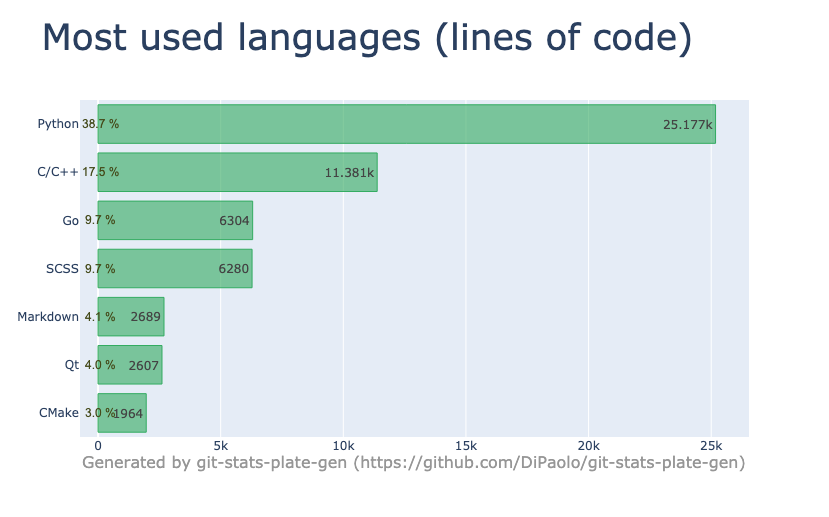 Most used languages (lines of code)
Python 38.7 % 25.177k
C/C++ 17.5 % 11.381k
Go 9.7 % 6304
SCSS 9.7 % 6280
Markdown 4.1 % 2689
Qt 4.0 % 2607
CMake 3.0 % 1964
0 5k 10k 15k 20k 25k
Generated by git-stats-plate-gen (https://github.com/DiPaolo/git-stats-plate-gen)